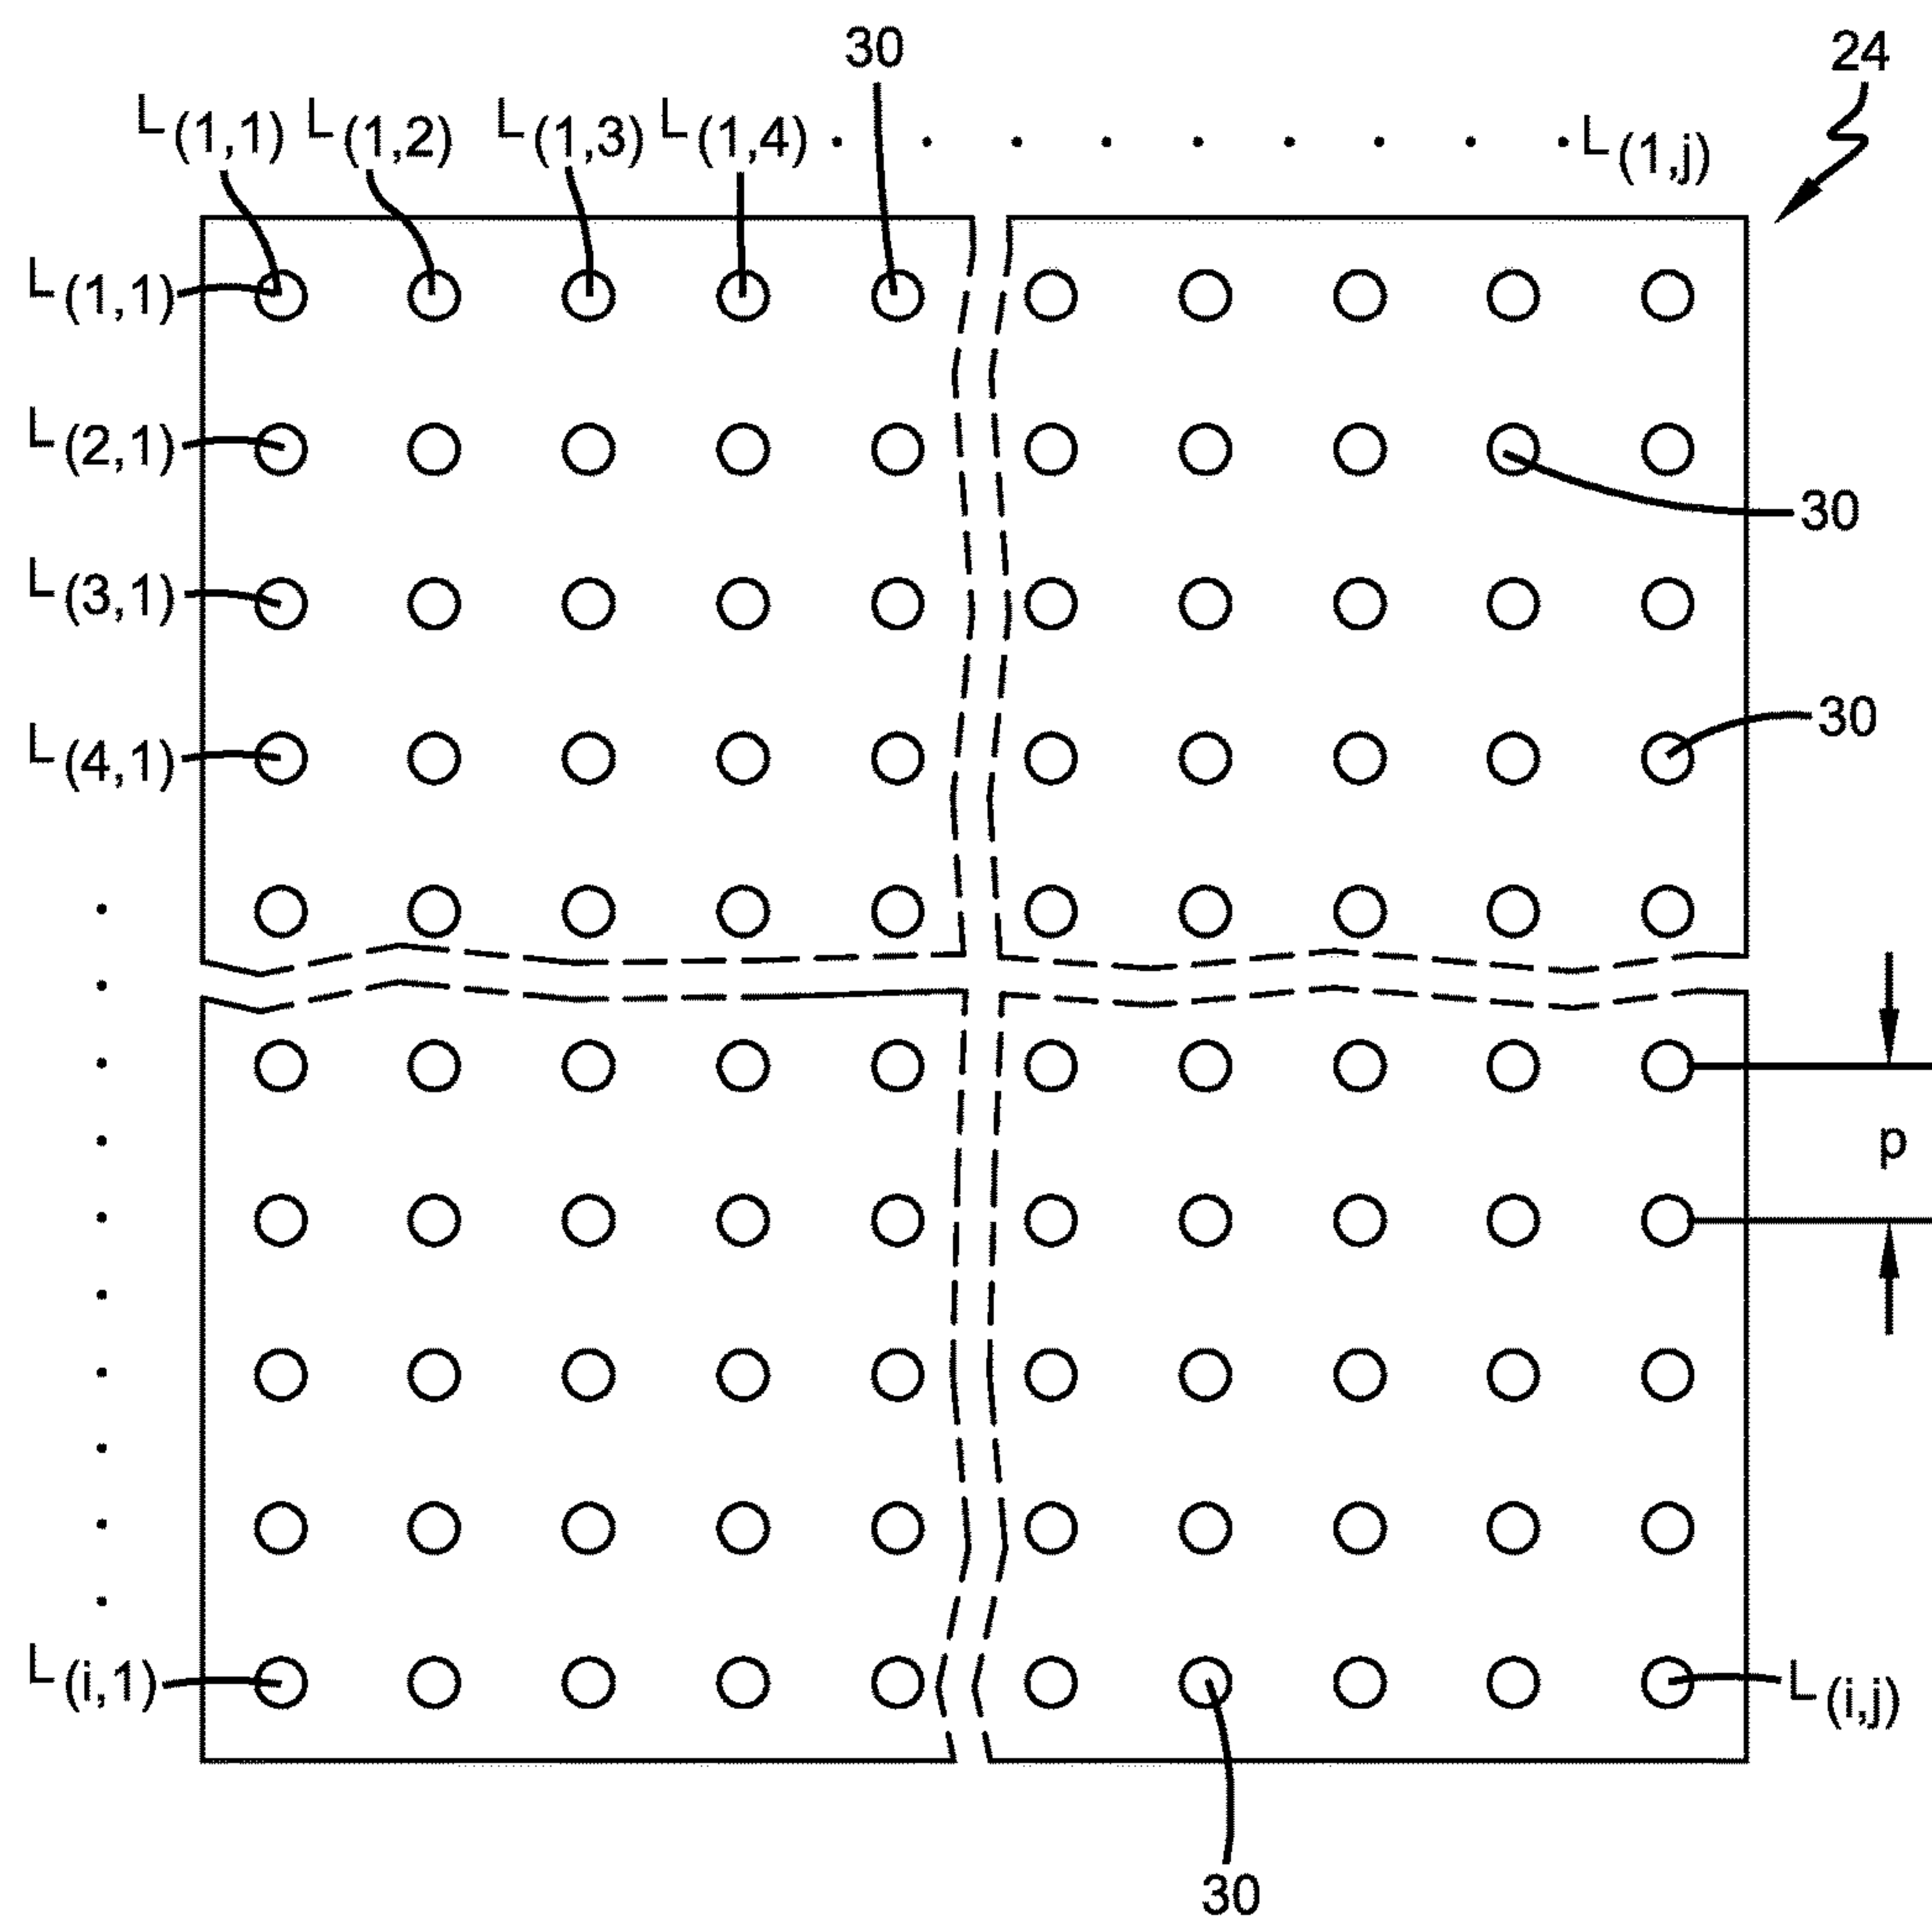 30
24
L(1,1) L(1,2) L(1,3) L(1,4) . . . . . . . . . L(1,j)
L(1,1)
L(2,1)
30
L(3,1)
30
L(4,1)
p
L(i,1)
L(i,j)
30